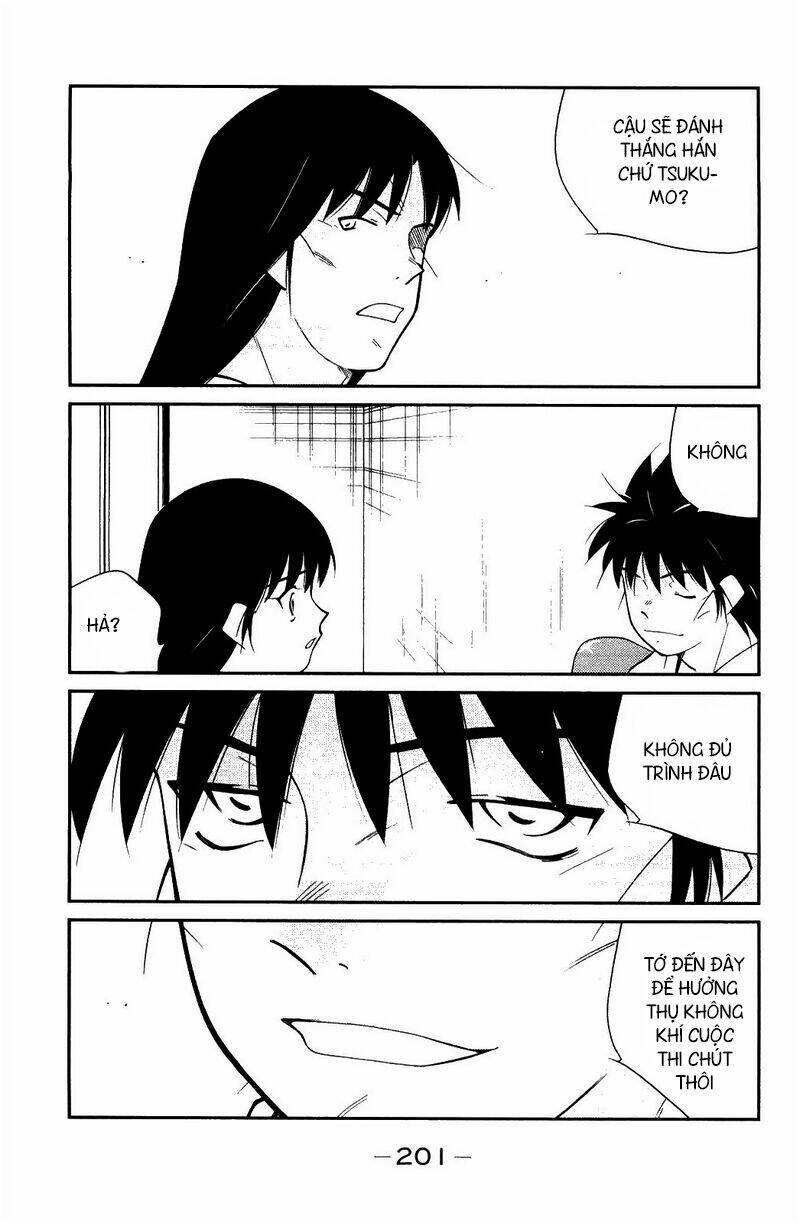 CẬU SẼ ĐÁNH
THẮNG HẮN
CHỨ TSUKU-
MO?
KHÔNG
HẢ?
KHÔNG ĐỦ
TRÌNH ĐÂU
TỚ ĐẾN ĐÂY
ĐỂ HƯỞNG
THỤ KHÔNG
KHÍ CUỘC
THI CHÚT
THÔI
— 201 —